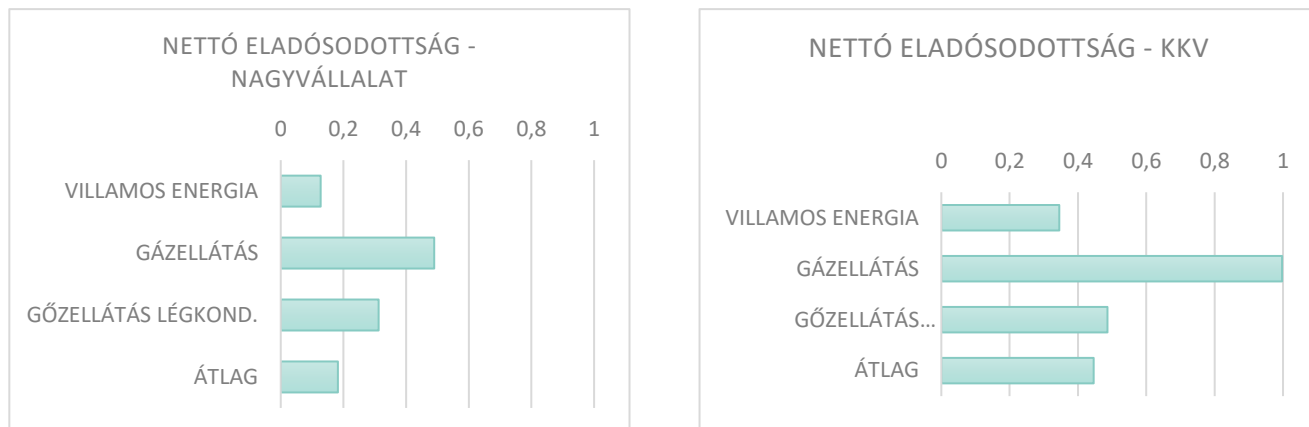 NETTÓ ELADÓSODOTTSÁG -
NAGYVÁLLALAT
0 0,2 0,4 0,6 0,8 1
VILLAMOS ENERGIA
GÁZELLÁTÁS
GŐZELLÁTÁS LÉGKOND.
ÁTLAG
NETTÓ ELADÓSODOTTSÁG - KKV
0 0,2 0,4 0,6 0,8 1
VILLAMOS ENERGIA
GÁZELLÁTÁS
GŐZELLÁTÁS…
ÁTLAG